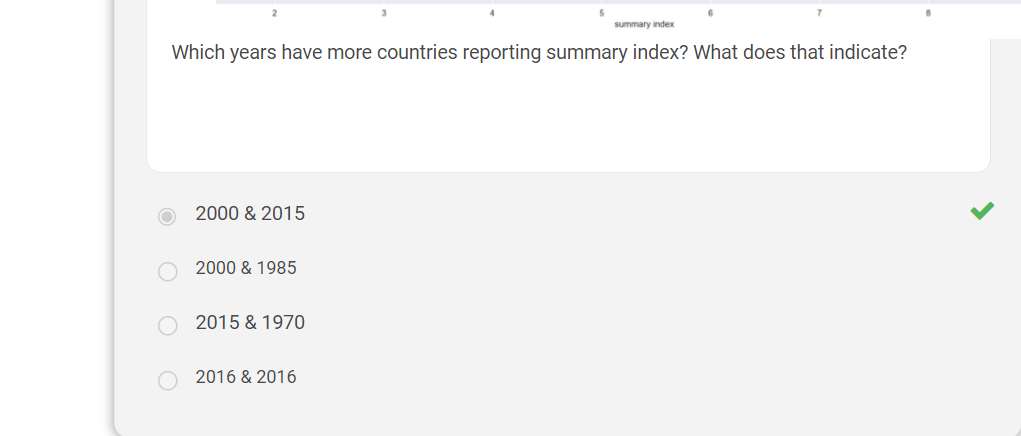 2 3 4 5 6 7 8
summary index
Which years have more countries reporting summary index? What does that indicate?
2000 & 2015
2000 & 1985
2015 & 1970
2016 & 2016